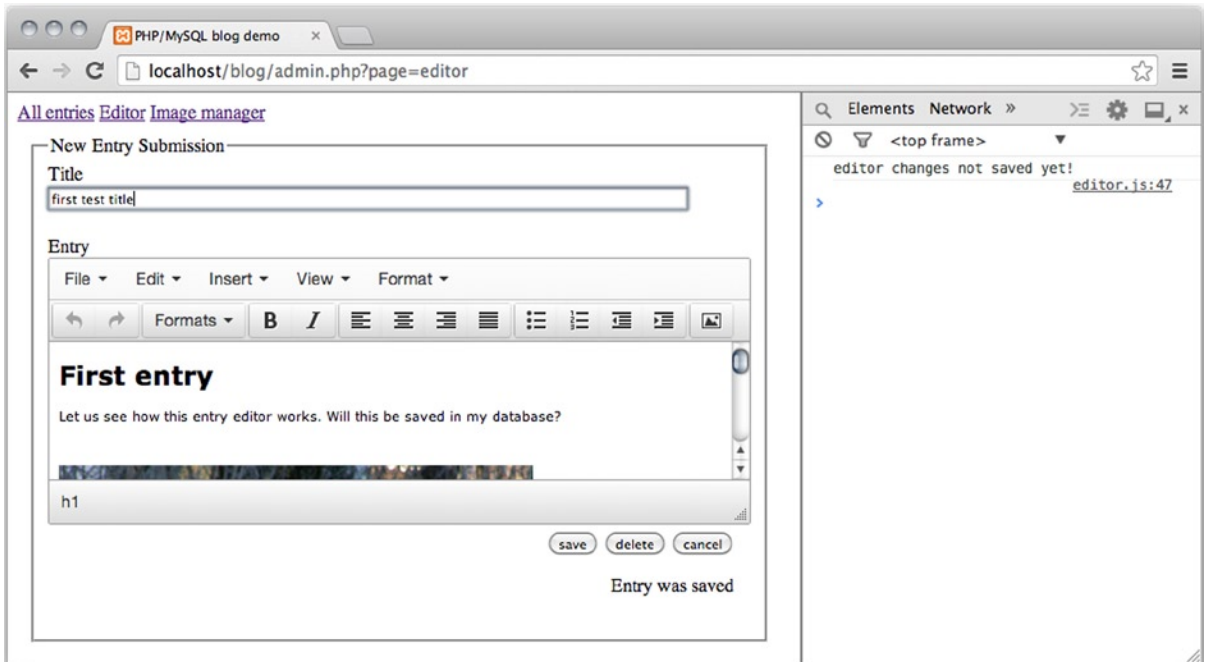 PHP/MySQL blog demo
localhost/blog/admin.php?page=editor
All entries Editor Image manager
New Entry Submission
Title
first test title
Entry
File Edit Insert View Format
Formats B I
First entry
Let us see how this entry editor works. Will this be saved in my database?
h1
save delete cancel
Entry was saved
Elements Network »
<top frame>
editor changes not saved yet!
editor.js:47
>